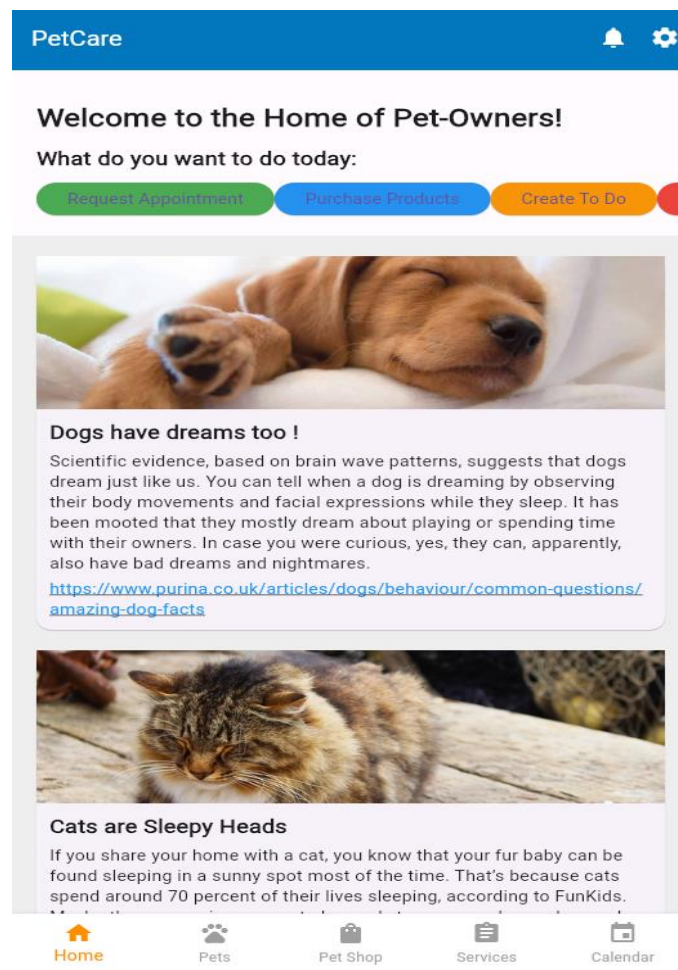 PetCare
Welcome to the Home of Pet-Owners!
What do you want to do today:
Request Appointment Purchase Products Create To Do
Dogs have dreams too !
Scientific evidence, based on brain wave patterns, suggests that dogs
dream just like us. You can tell when a dog is dreaming by observing
their body movements and facial expressions while they sleep. It has
been mooted that they mostly dream about playing or spending time
with their owners. In case you were curious, yes, they can, apparently,
also have bad dreams and nightmares.
https://www.purina.co.uk/articles/dogs/behaviour/common-questions/
amazing-dog-facts
Cats are Sleepy Heads
If you share your home with a cat, you know that your fur baby can be
found sleeping in a sunny spot most of the time. That’s because cats
spend around 70 percent of their lives sleeping, according to FunKids.
Home Pets Pet Shop Services Calendar